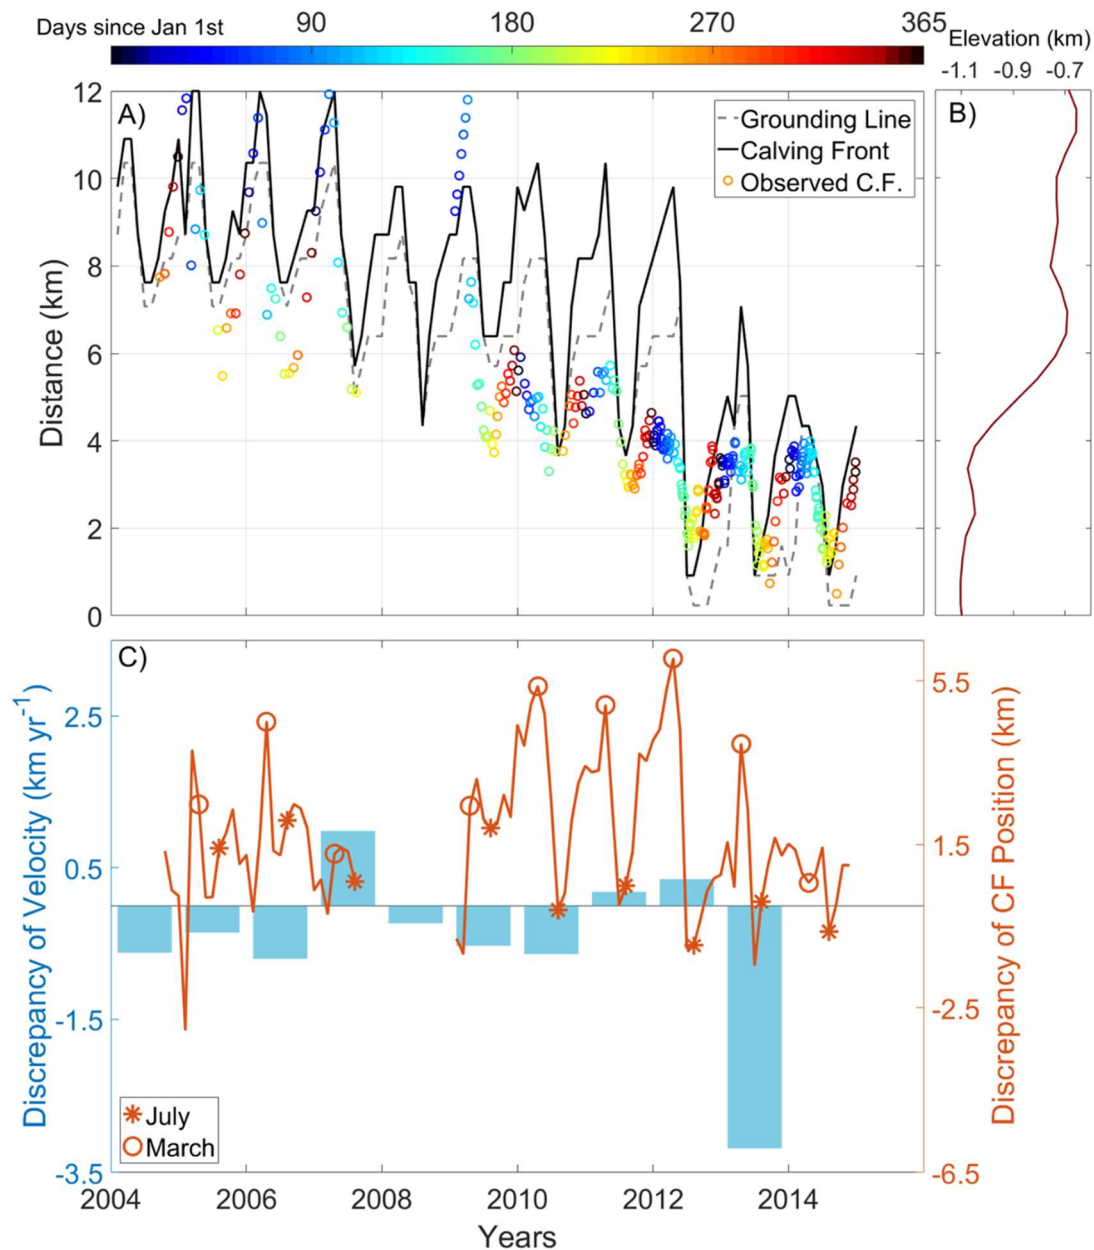 Days since Jan 1st 90 180 270 365
Elevation (km)
-1.1 -0.9 -0.7
A)
B)
Grounding Line
Calving Front
Observed C.F.
12
10
8
6
4
2
0
Distance (km)
C)
2.5
0.5
-1.5
-3.5
Discrepancy of Velocity (km yr-1)
5.5
1.5
-2.5
-6.5
Discrepancy of CF Position (km)
July
March
2004 2006 2008 2010 2012 2014
Years